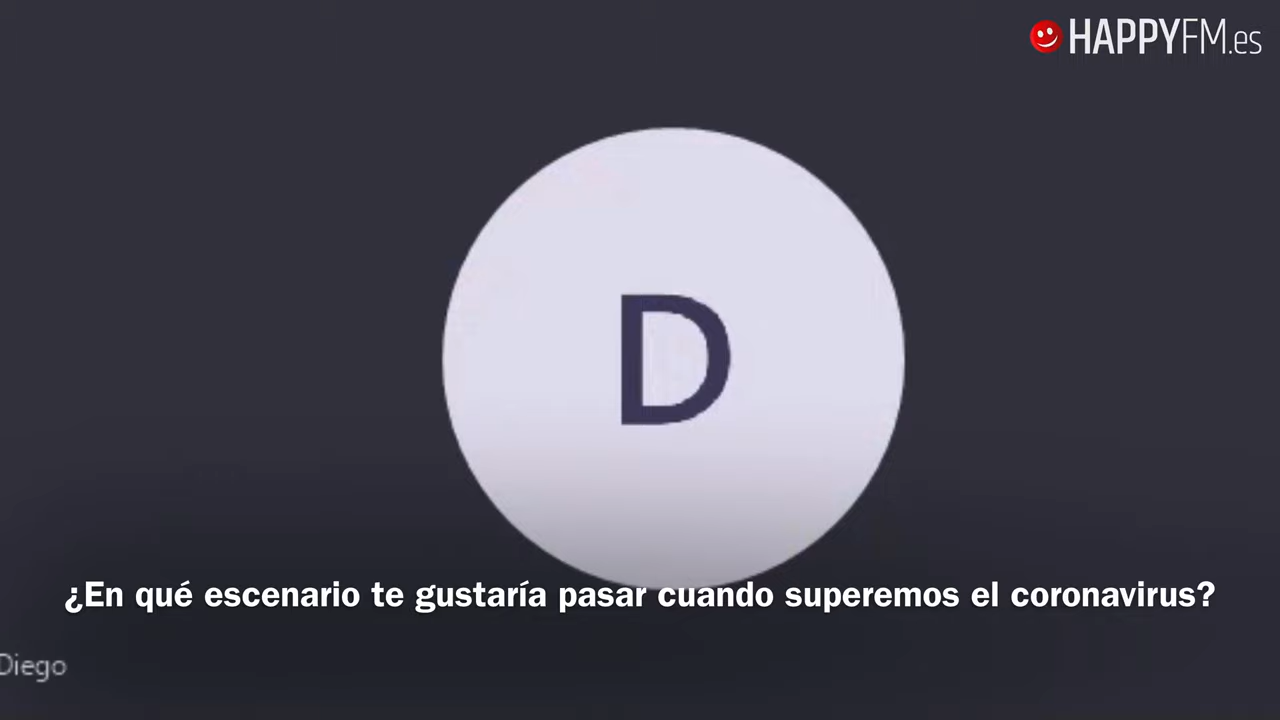 HAPPYFM.es
D
¿En qué escenario te gustaría pasar cuando superemos el coronavirus?
Diego